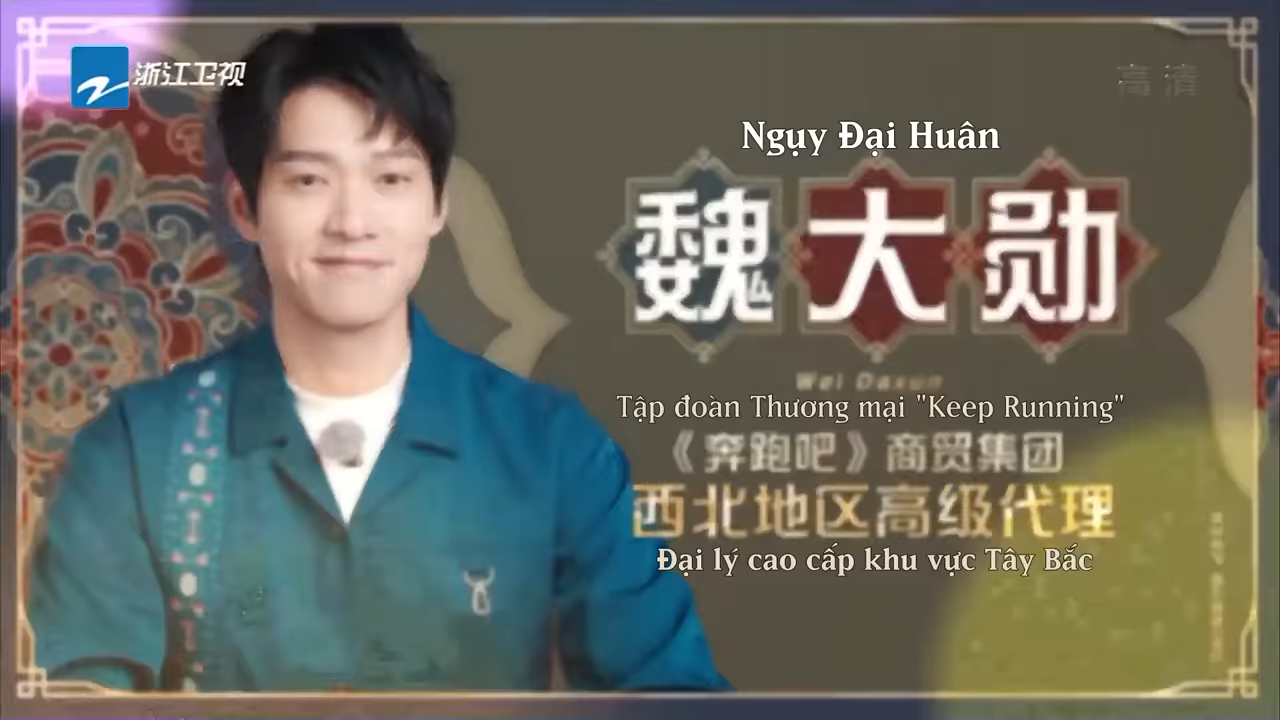 浙江卫视
高清
Ngụy Đại Huân
魏大勋
Wei Daxun
Tập đoàn Thương mại "Keep Running"
《奔跑吧》商贸集团
西北地区高级代理
Đại lý cao cấp khu vực Tây Bắc